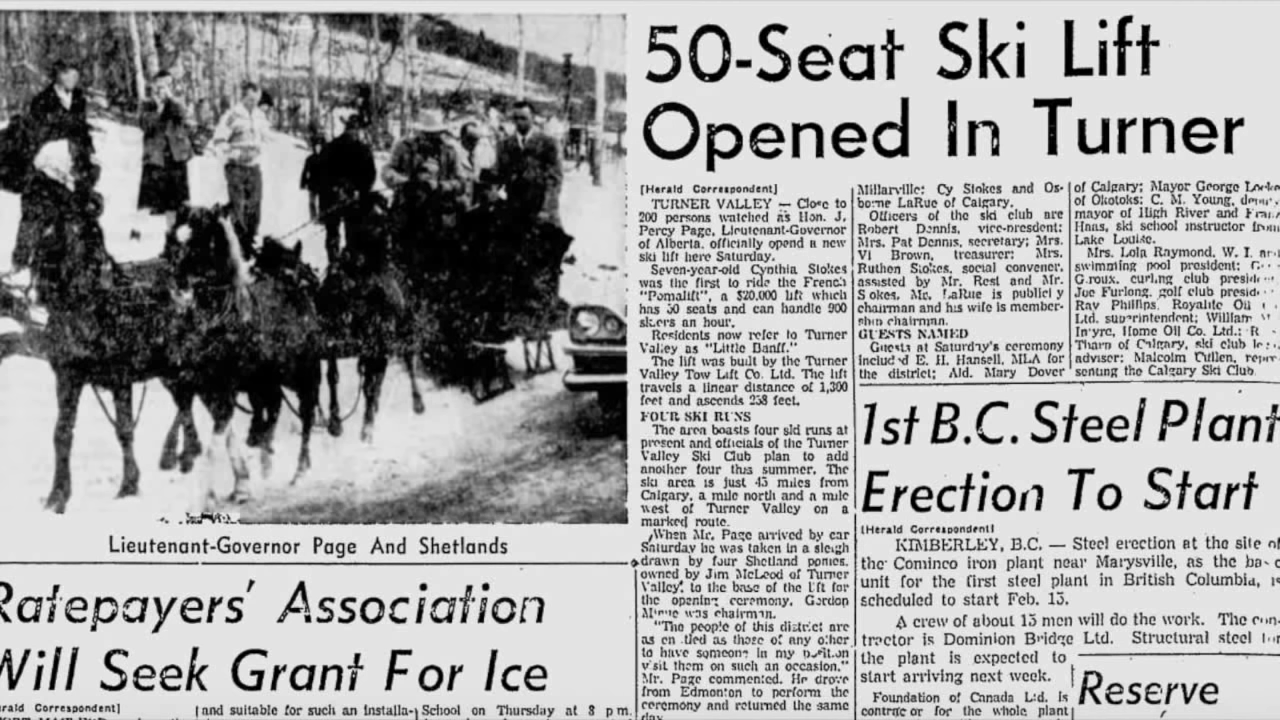 50-Seat Ski Lift
Opened In Turner
[Herald Correspondent]
TURNER VALLEY — Close to
200 persons watched as Hon. J.
Percy Page, Lieutenant-Governor
of Alberta, officially opend a new
ski lift here Saturday.
Seven-year-old Cynthia Stokes
was the first to ride the French
"Pomalift", a $20,000 lift which
has 50 seats and can handle 900
skiers an hour.
Residents now refer to Turner
Valley as "Little Banff."
The lift was built by the Turner
Valley Tow Lift Co. Ltd. The lift
travels a linear distance of 1,300
feet and ascends 258 feet.
FOUR SKI RUNS
The area boasts four ski runs at
present and officials of the Turner
Valley Ski Club plan to add
another four this summer. The
ski area is just 45 miles from
Calgary, a mile north and a mile
west of Turner Valley on a
marked route.
When Mr. Page arrived by car
Saturday he was taken in a sleigh
drawn by four Shetland ponies,
owned by Jim McLeod of Turner
Valley, to the base of the lift for
the opening ceremony. Gordon
was chairman.
"The people of this district are
as entitled as those of any other
to have someone in my position
visit them on such an occasion,"
Mr. Page commented. He drove
from Edmonton to perform the
ceremony and returned the same
day.
Millarville; Cy Stokes and Os-
borne LaRue of Calgary.
Officers of the ski club are
Robert Dennis, vice-president;
Mrs. Pat Dennis, secretary; Mrs.
Vi Brown, treasurer; Mrs.
Ruthen Stokes, social convener,
assisted by Mr. Rest and Mr.
Stokes. Mr. LaRue is publicity
chairman and his wife is member-
ship chairman.
GUESTS NAMED
Guests at Saturday's ceremony
included E. H. Hansell, MLA for
the district; Ald. Mary Dover
of Calgary; Mayor George
of Okotoks; C. M. Young, deputy
mayor of High River and
Haas, ski school instructor from
Lake Louise.
Mrs. Lola Raymond, W. I. and
swimming pool president;
Giroux, curling club
Joe Furlong, golf club
Ray Phillips, Royalite Oil
Ltd. superintendent; William
Intyre, Home Oil Co. Ltd.; R
Tharp of Calgary, ski club
adviser; Malcolm Cullen,
senting the Calgary Ski Club.
Lieutenant-Governor Page And Shetlands
Ratepayers' Association
Will Seek Grant For Ice
and suitable for such an installa-
School on Thursday at 8 p.m.
1st B.C. Steel Plant
Erection To Start
[Herald Correspondent]
KIMBERLEY, B.C. — Steel erection at the site of
the Cominco iron plant near Marysville, as the
unit for the first steel plant in British Columbia, is
scheduled to start Feb. 15.
A crew of about 15 men will do the work. The con-
tractor is Dominion Bridge Ltd. Structural steel for
the plant is expected to
start arriving next week.
Foundation of Canada Ltd. is
contractor for the whole plant
Reserve